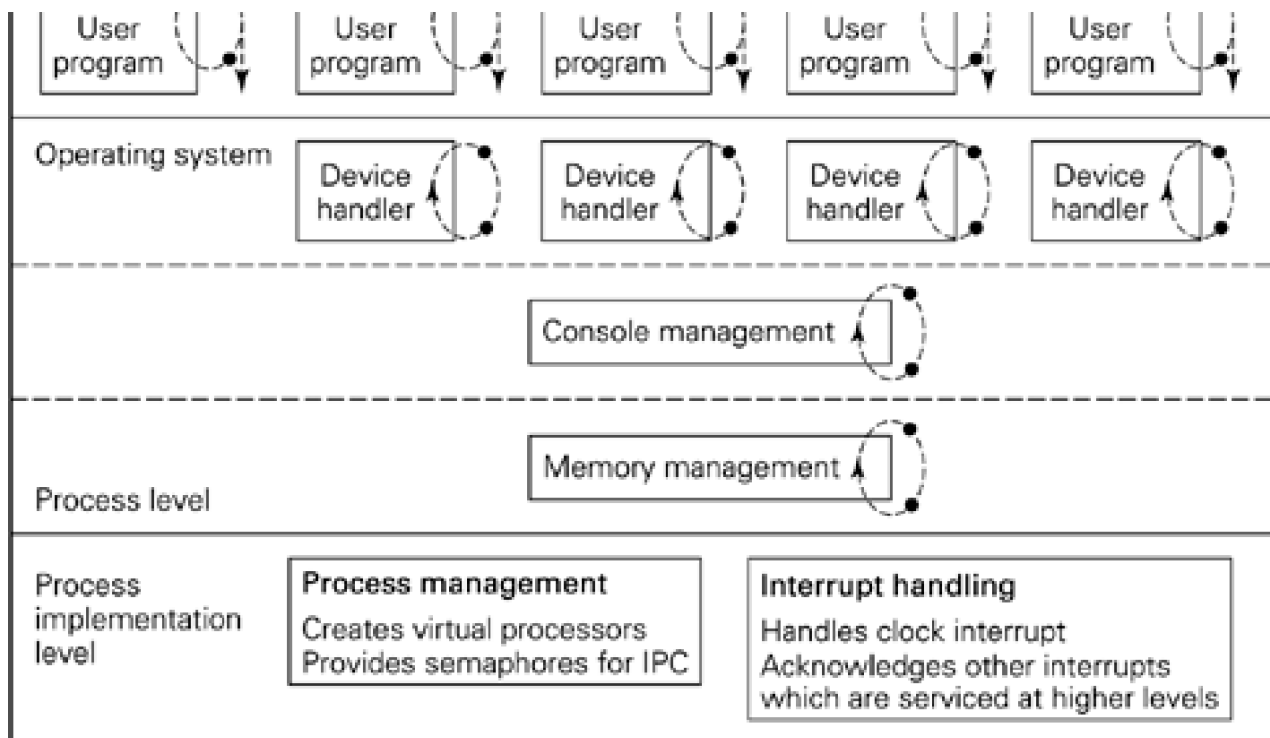 User
program
User
program
User
program
User
program
User
program
Operating system
Device
handler
Device
handler
Device
handler
Device
handler
Console management
Memory management
Process level
Process
implementation
level
Process management
Creates virtual processors
Provides semaphores for IPC
Interrupt handling
Handles clock interrupt
Acknowledges other interrupts
which are serviced at higher levels